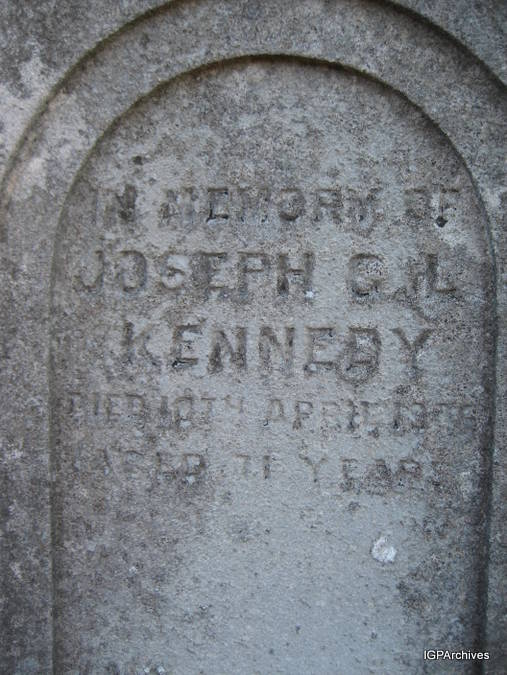 IN MEMORY OF
JOSEPH G. H.
KENNEDY
DIED 10TH APRIL
AGED 71 YEARS
IGPArchives